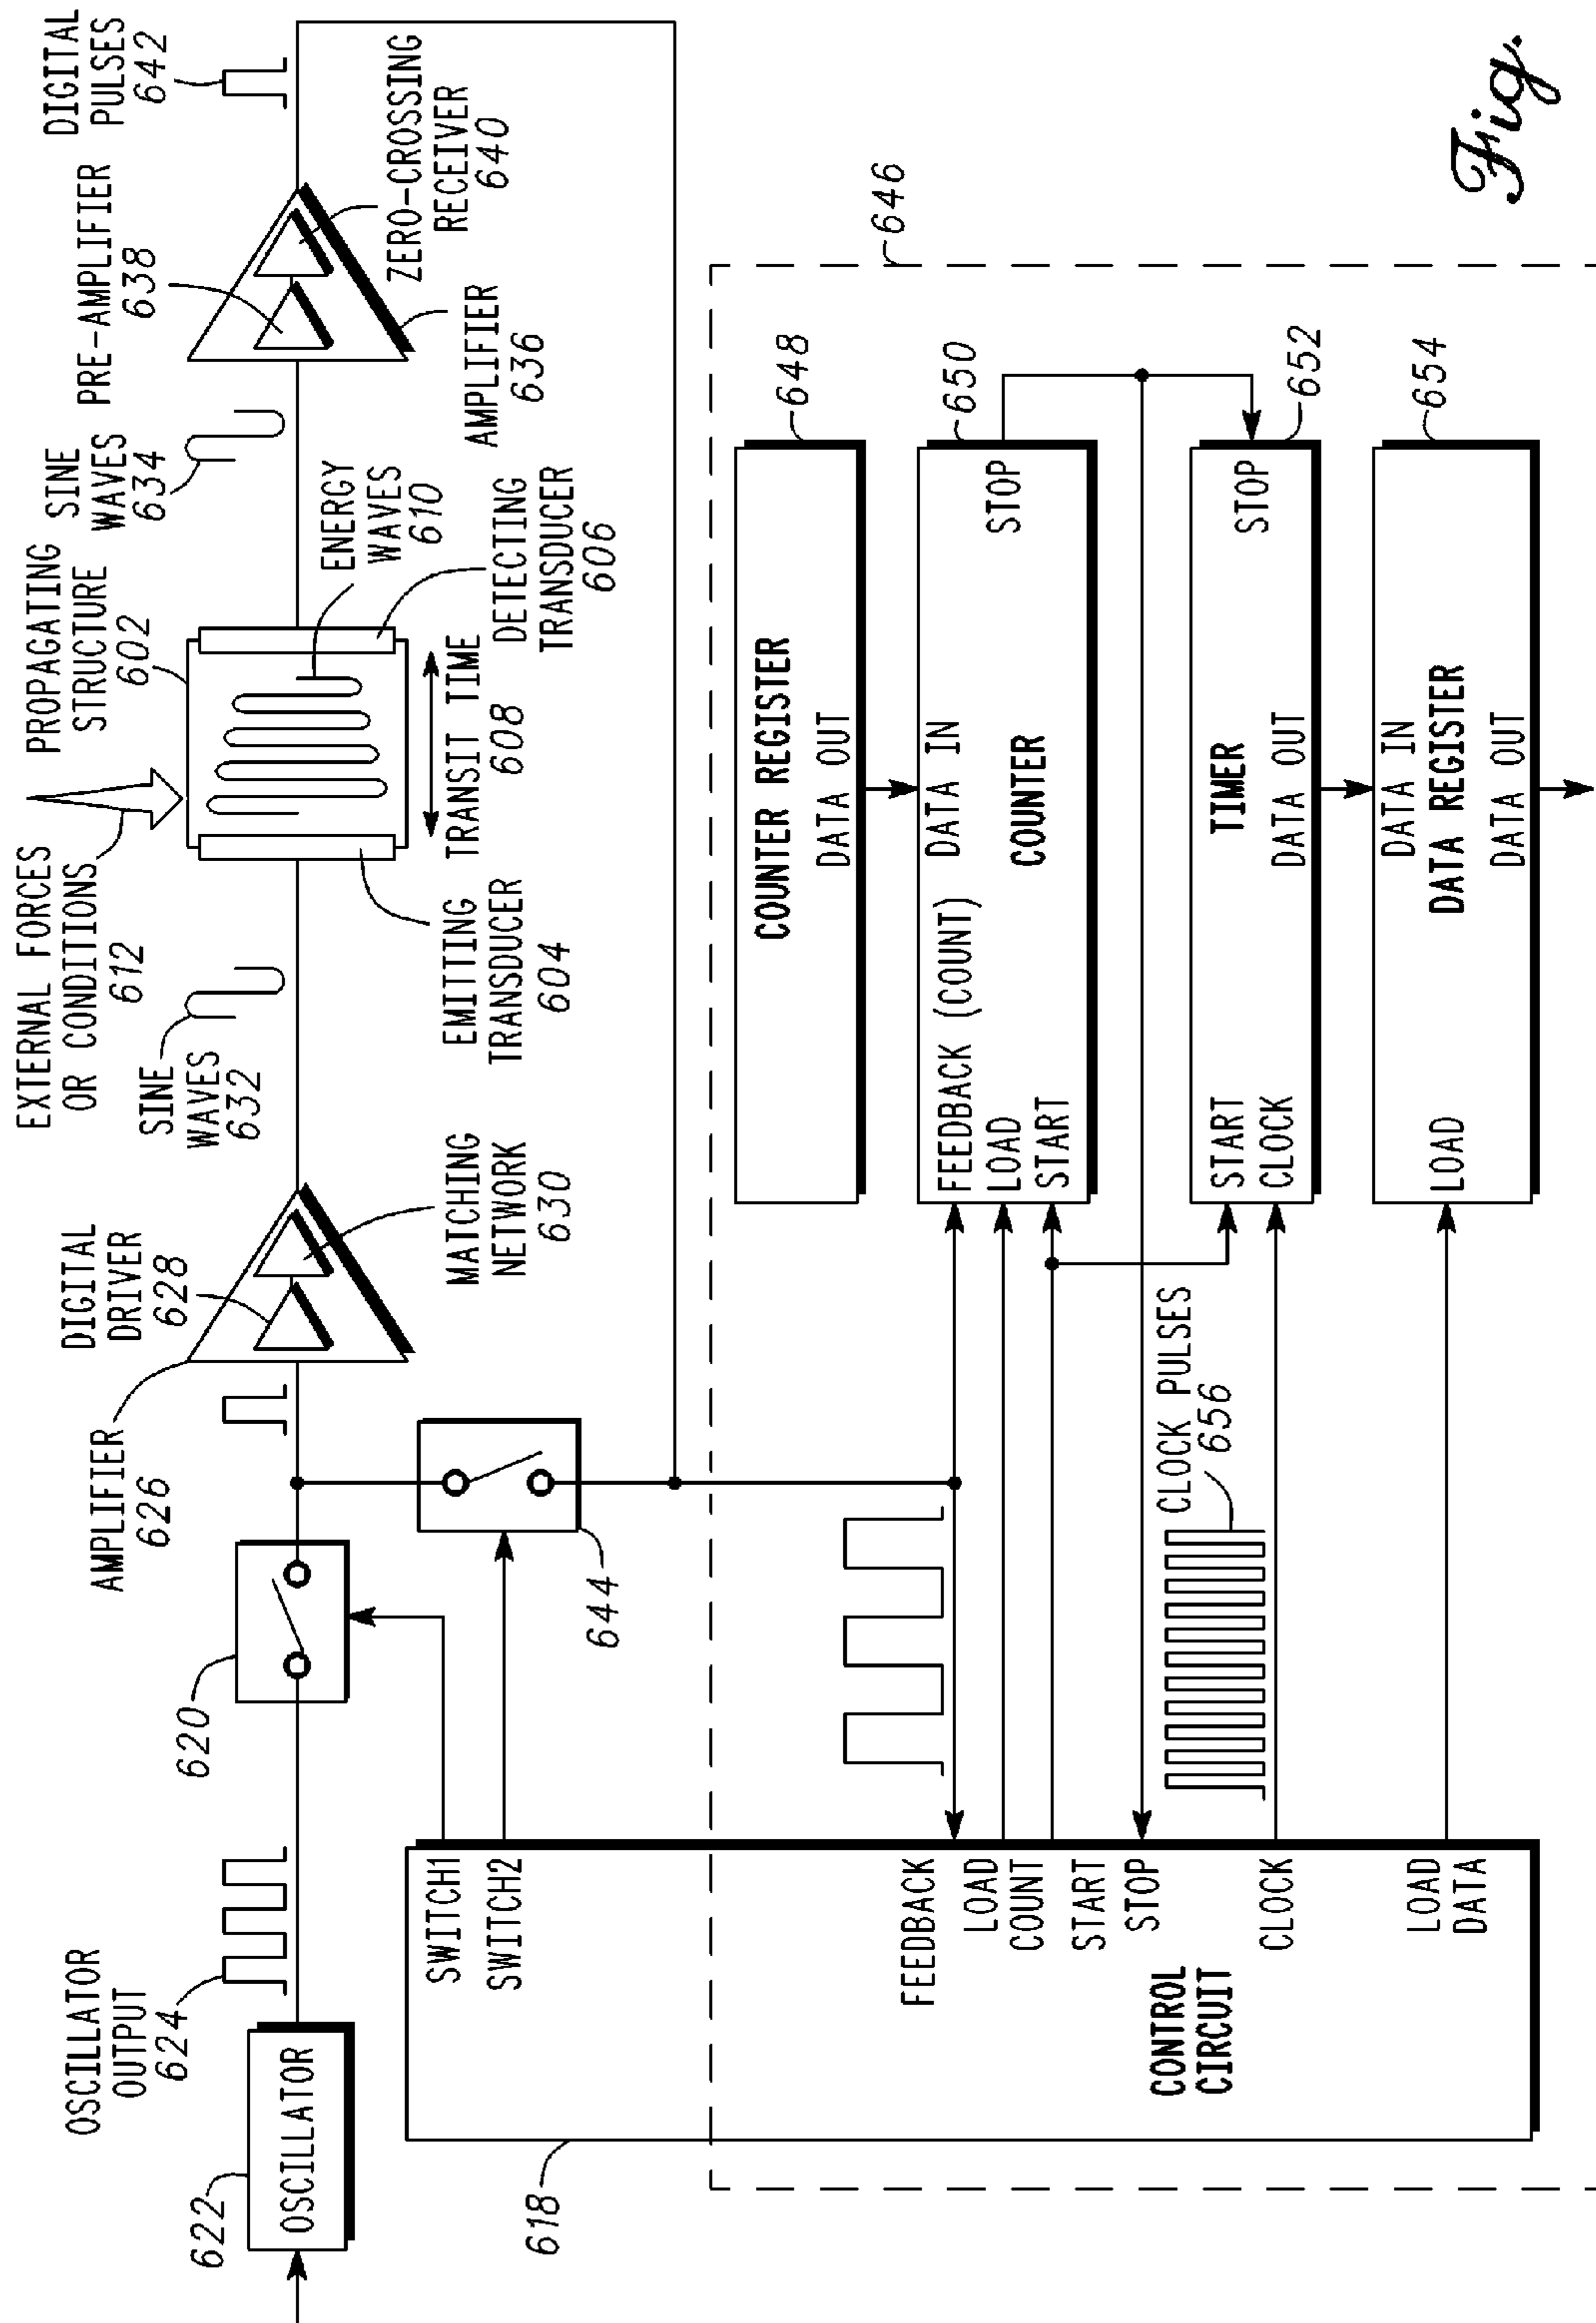 OSCILLATOR
OUTPUT
624
622
OSCILLATOR
620
AMPLIFIER
626
DIGITAL
DRIVER
628
MATCHING
NETWORK
630
SINE
WAVES
632
EXTERNAL FORCES
OR CONDITIONS
612
PROPAGATING
STRUCTURE
602
EMITTING
TRANSDUCER
604
TRANSIT TIME
608
ENERGY
WAVES
610
DETECTING
TRANSDUCER
606
SINE
WAVES
634
PRE-AMPLIFIER
638
AMPLIFIER
636
ZERO-CROSSING
RECEIVER
640
DIGITAL
PULSES
642
644
618
SWITCH1
SWITCH2
FEEDBACK
LOAD
COUNT
START
STOP
CLOCK
LOAD
DATA
CONTROL
CIRCUIT
CLOCK PULSES
656
646
COUNTER REGISTER
DATA OUT
648
DATA IN
FEEDBACK (COUNT)
LOAD
START
COUNTER
STOP
650
START
CLOCK
TIMER
DATA OUT
STOP
652
LOAD
DATA IN
DATA REGISTER
DATA OUT
654
Fig.